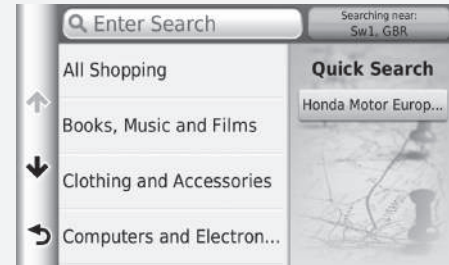 Enter Search
Searching near:
Sw1, GBR
All Shopping
Books, Music and Films
Clothing and Accessories
Computers and Electron...
Quick Search
Honda Motor Europ...